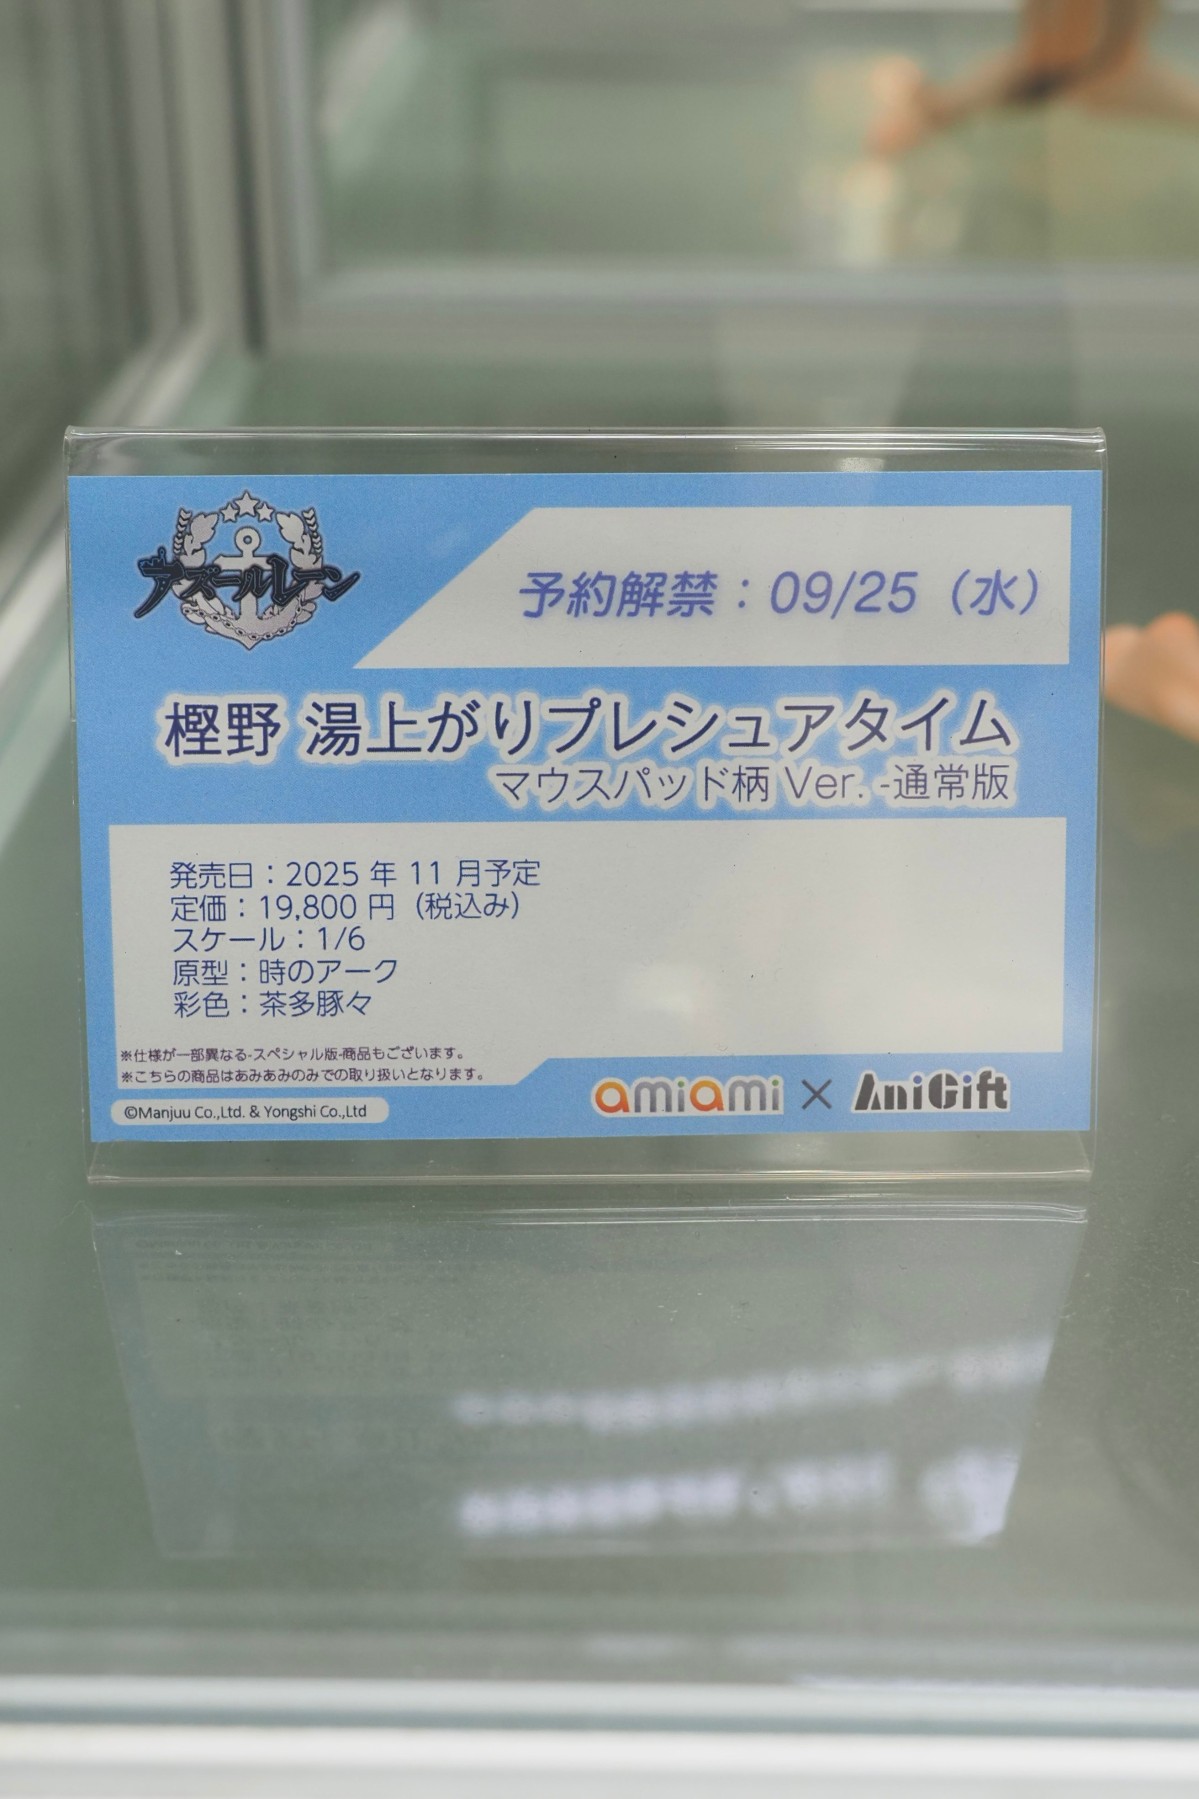 アズールレーン
予約解禁：09/25（水）
樫野 湯上がりプレシュアタイム
マウスパッド柄 Ver. -通常版
発売日：2025 年 11 月予定
定価：19,800 円（税込み）
スケール：1/6
原型：時のアーク
彩色：茶多豚々
※仕様が一部異なる-スペシャル版-商品もございます。
※こちらの商品はあみあみのみでの取り扱いとなります。
©Manjuu Co.,Ltd. & Yongshi Co.,Ltd
amiami × AniGift